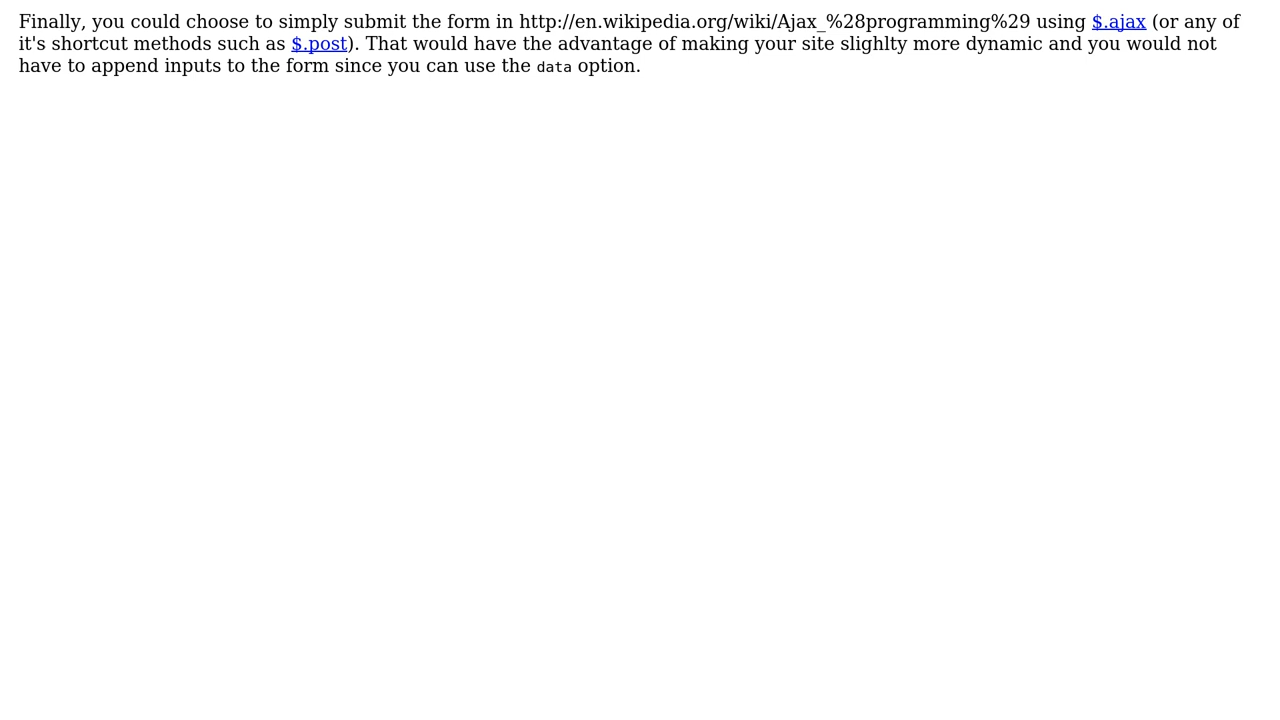 Finally, you could choose to simply submit the form in http://en.wikipedia.org/wiki/Ajax_%28programming%29 using $.ajax (or any of
it's shortcut methods such as $.post). That would have the advantage of making your site slighlty more dynamic and you would not
have to append inputs to the form since you can use the data option.